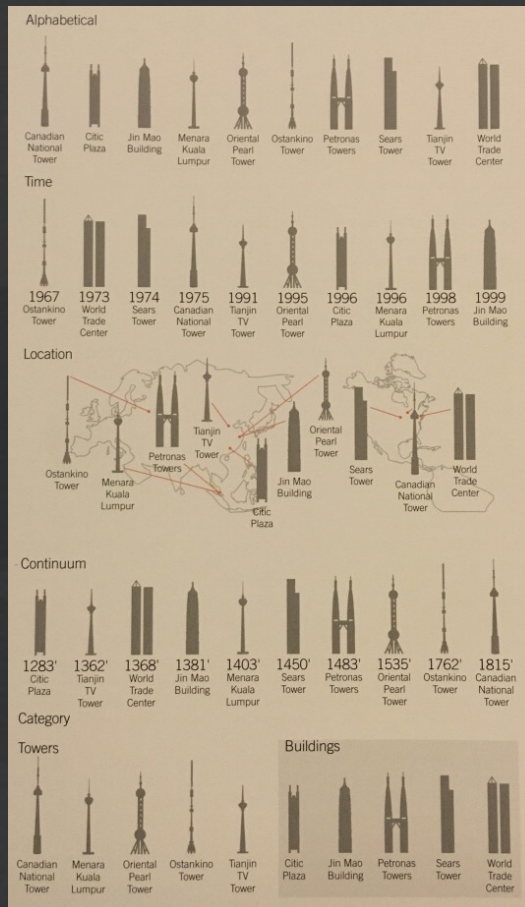 Alphabetical
Canadian National Tower
Citic Plaza
Jin Mao Building
Menara Kuala Lumpur
Oriental Pearl Tower
Ostankino Tower
Petronas Towers
Sears Tower
Tianjin TV Tower
World Trade Center
Time
1967 Ostankino Tower
1973 World Trade Center
1974 Sears Tower
1975 Canadian National Tower
1991 Tianjin TV Tower
1995 Oriental Pearl Tower
1996 Citic Plaza
1996 Menara Kuala Lumpur
1998 Petronas Towers
1999 Jin Mao Building
Location
Ostankino Tower
Menara Kuala Lumpur
Petronas Towers
Tianjin TV Tower
Citic Plaza
Jin Mao Building
Oriental Pearl Tower
Sears Tower
Canadian National Tower
World Trade Center
Continuum
1283' Citic Plaza
1362' Tianjin TV Tower
1368' World Trade Center
1381' Jin Mao Building
1403' Menara Kuala Lumpur
1450' Sears Tower
1483' Petronas Towers
1535' Oriental Pearl Tower
1762' Ostankino Tower
1815' Canadian National Tower
Category
Towers
Canadian National Tower
Menara Kuala Lumpur
Oriental Pearl Tower
Ostankino Tower
Tianjin TV Tower
Buildings
Citic Plaza
Jin Mao Building
Petronas Towers
Sears Tower
World Trade Center